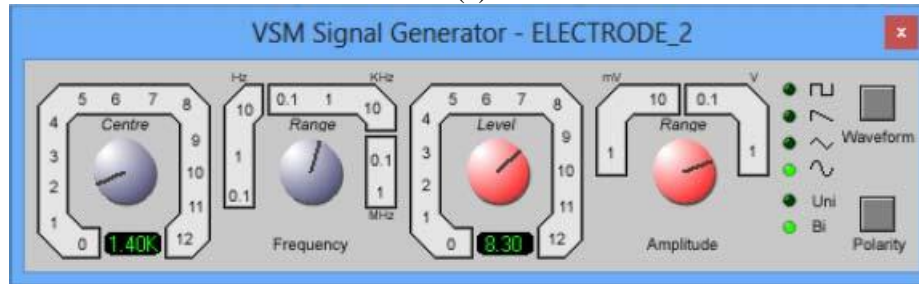 VSM Signal Generator - ELECTRODE_2
x
Hz KHz mV V
5 6 7 8 10 0.1 1 10 5 6 7 8 10 0.1
4 Centre Range 4 Level Range
3 9 1 0.1 3 9 1 1 Waveform
2 10 0.1 1 2 10
1 11 MHz 1 11 Uni
0 1.40K 12 Frequency 0 8.30 12 Amplitude Bi Polarity